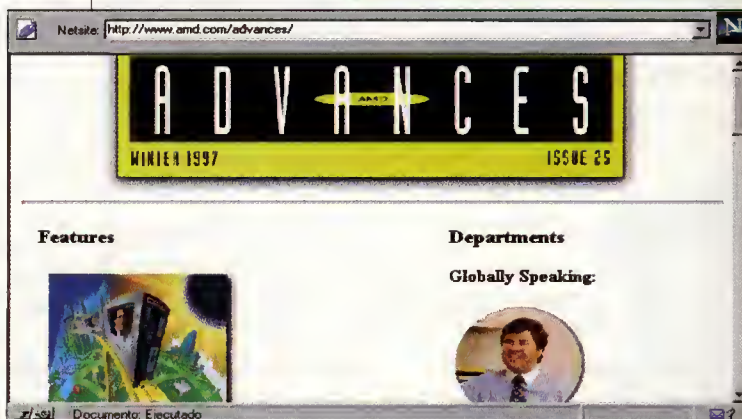 Netsite: http://www.amd.com/advances/
N
ADVANCES
AMD
WINTER 1997 ISSUE 25
Features
Departments
Globally Speaking:
Documento: Ejecutado